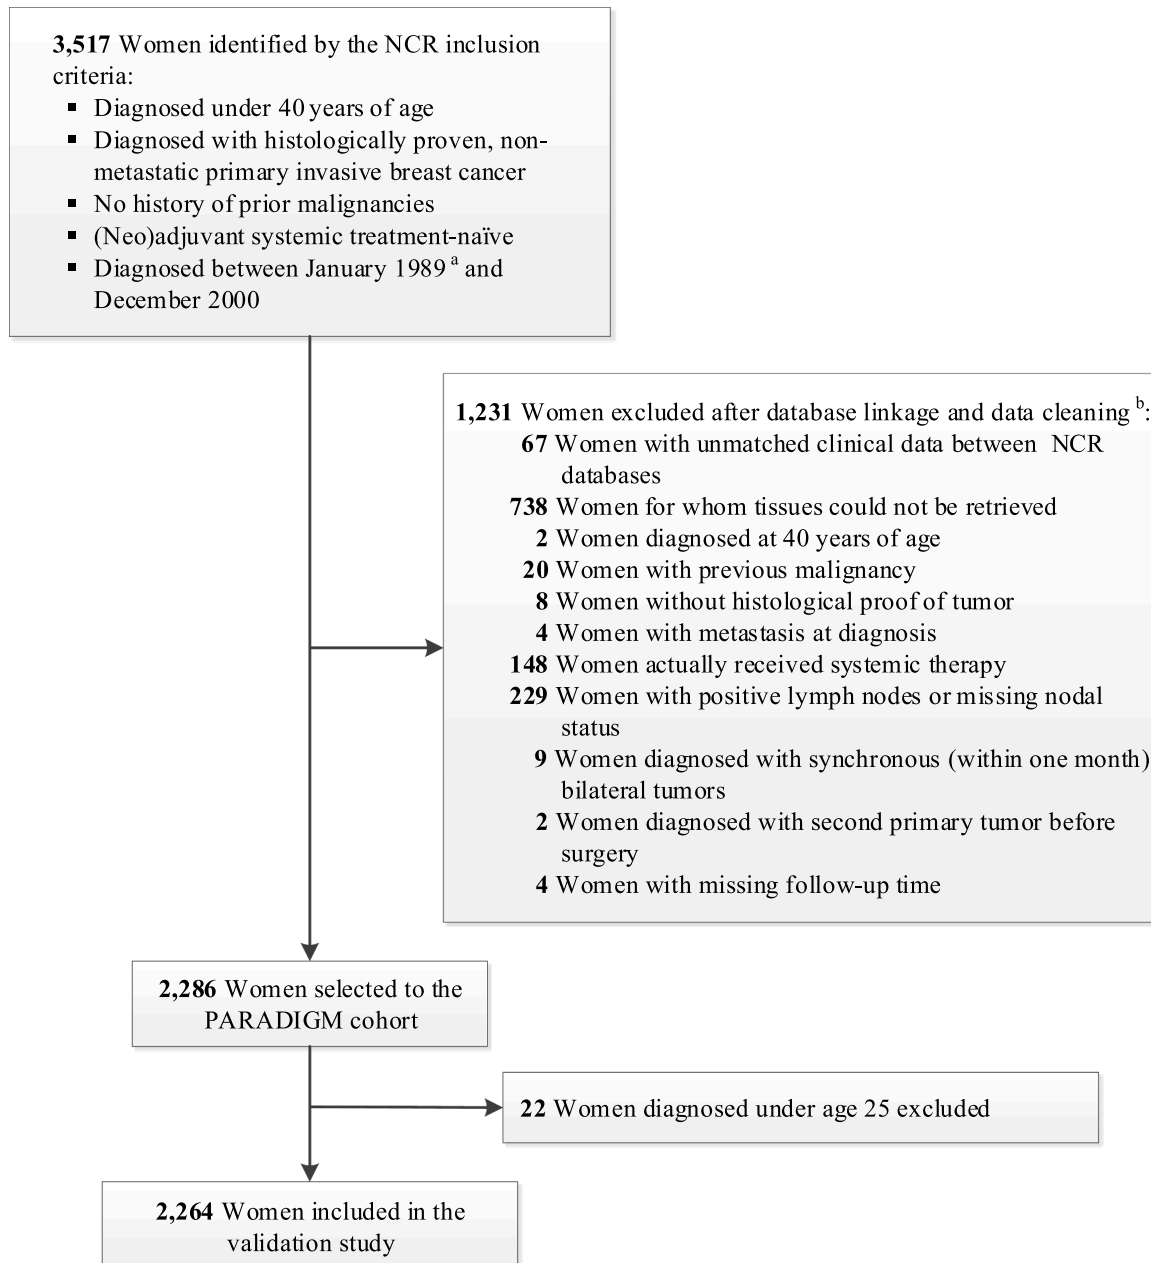 3,517 Women identified by the NCR inclusion
criteria:
▪ Diagnosed under 40 years of age
▪ Diagnosed with histologically proven, non-
metastatic primary invasive breast cancer
▪ No history of prior malignancies
▪ (Neo)adjuvant systemic treatment-naïve
▪ Diagnosed between January 1989 a and
December 2000
1,231 Women excluded after database linkage and data cleaning b:
67 Women with unmatched clinical data between NCR
databases
738 Women for whom tissues could not be retrieved
2 Women diagnosed at 40 years of age
20 Women with previous malignancy
8 Women without histological proof of tumor
4 Women with metastasis at diagnosis
148 Women actually received systemic therapy
229 Women with positive lymph nodes or missing nodal
status
9 Women diagnosed with synchronous (within one month)
bilateral tumors
2 Women diagnosed with second primary tumor before
surgery
4 Women with missing follow-up time
2,286 Women selected to the
PARADIGM cohort
22 Women diagnosed under age 25 excluded
2,264 Women included in the
validation study